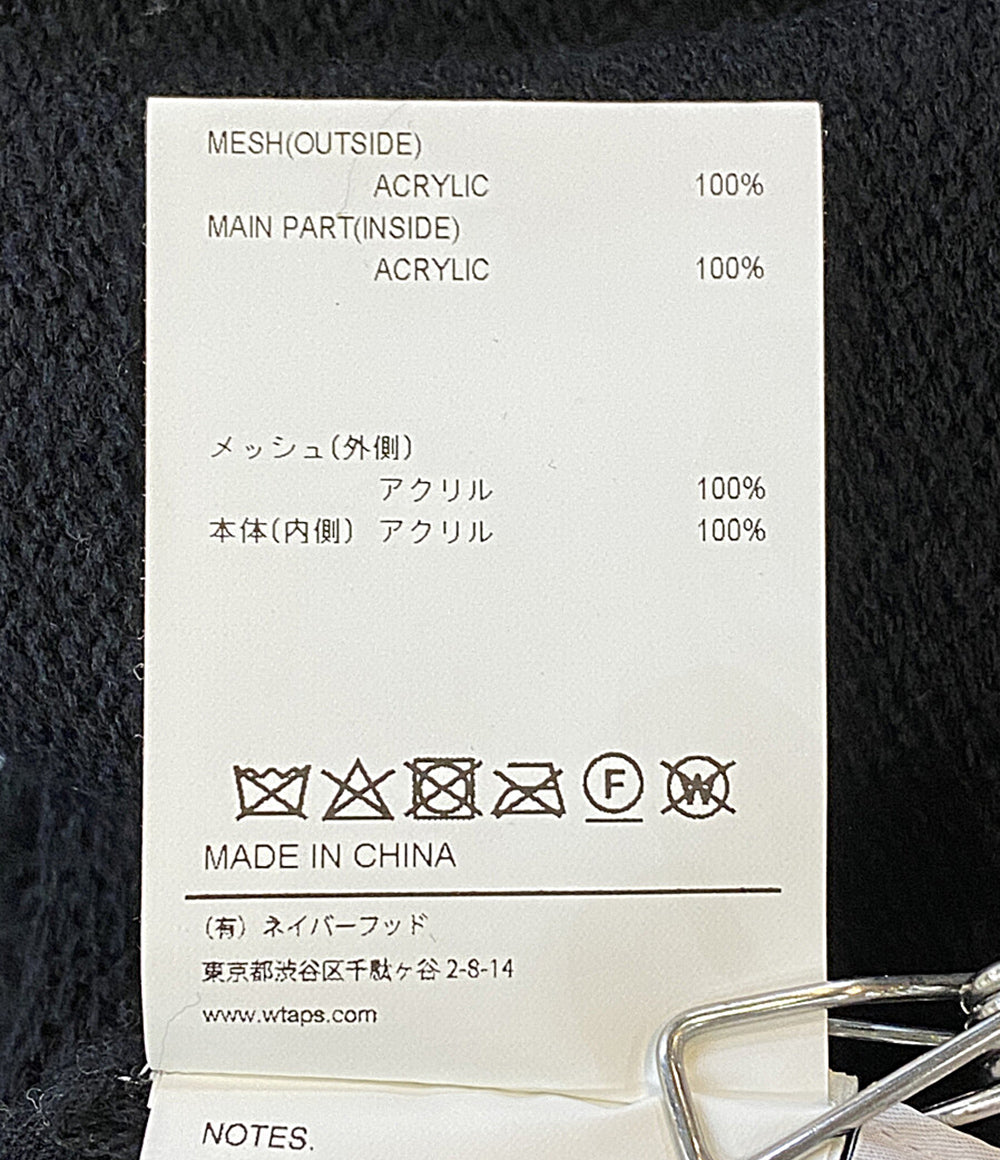 MESH(OUTSIDE)
ACRYLIC 100%
MAIN PART(INSIDE)
ACRYLIC 100%
メッシュ(外側)
アクリル 100%
本体(内側) アクリル 100%
F W
MADE IN CHINA
(有) ネイバーフッド
東京都渋谷区千駄ヶ谷 2-8-14
www.wtaps.com
NOTES.